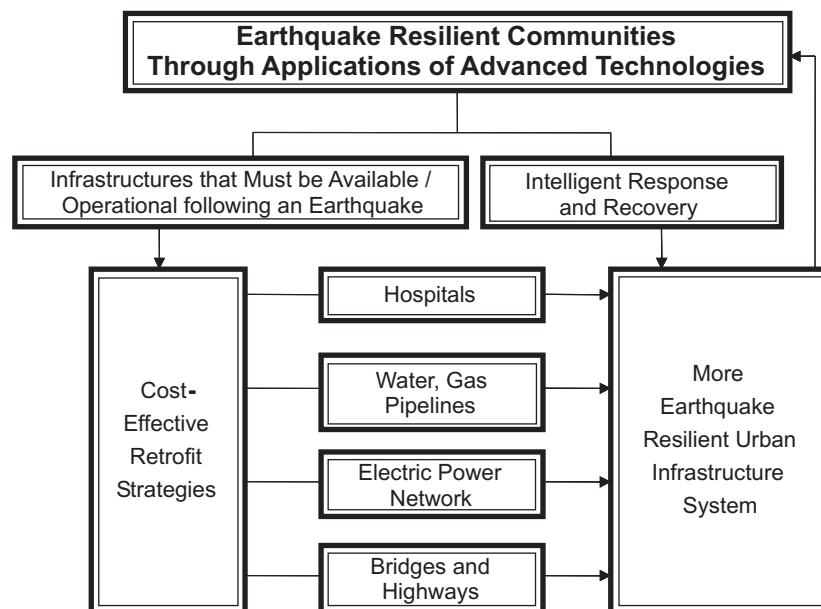 Earthquake Resilient Communities
Through Applications of Advanced Technologies
Infrastructures that Must be Available /
Operational following an Earthquake
Intelligent Response
and Recovery
Cost-
Effective
Retrofit
Strategies
Hospitals
Water, Gas
Pipelines
Electric Power
Network
Bridges and
Highways
More
Earthquake
Resilient Urban
Infrastructure
System